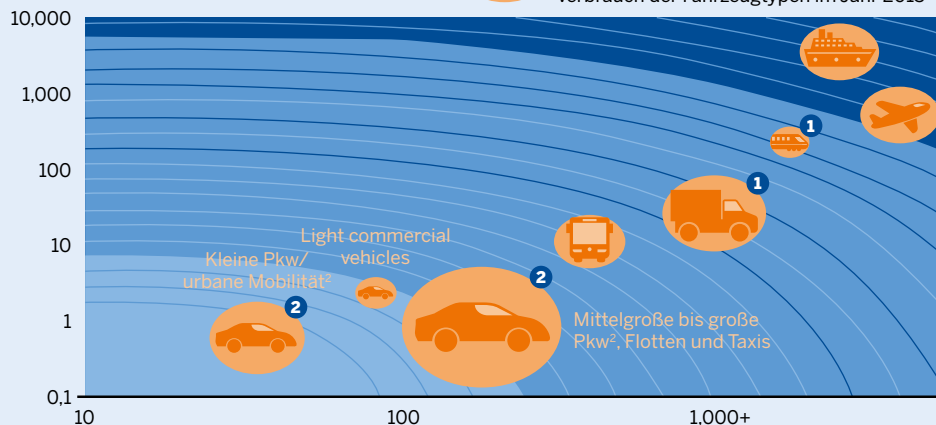 10,000
1,000
100
10
1
0,1
10
100
1,000+
1
1
2
2
Light commercial
vehicles
Kleine Pkw/
urbane Mobilität²
Mittelgroße bis große
Pkw², Flotten und Taxis